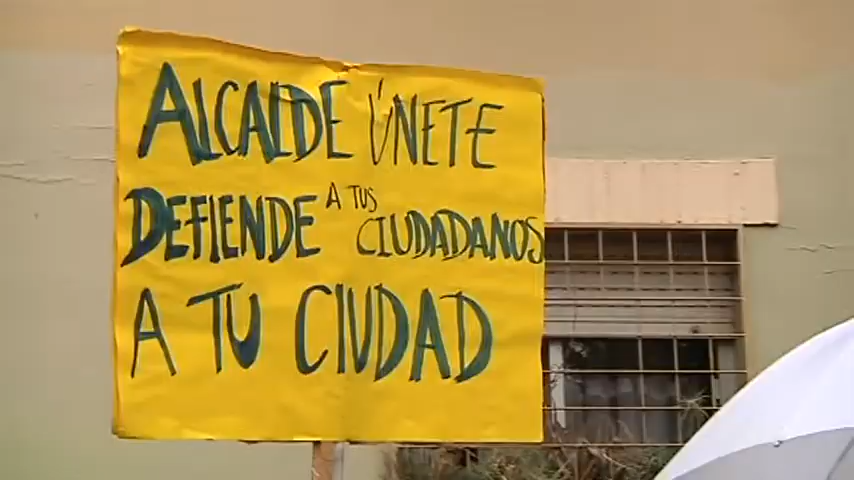 ALCALDE ÚNETE
DEFIENDE A TUS CIUDADANOS
A TU CIUDAD